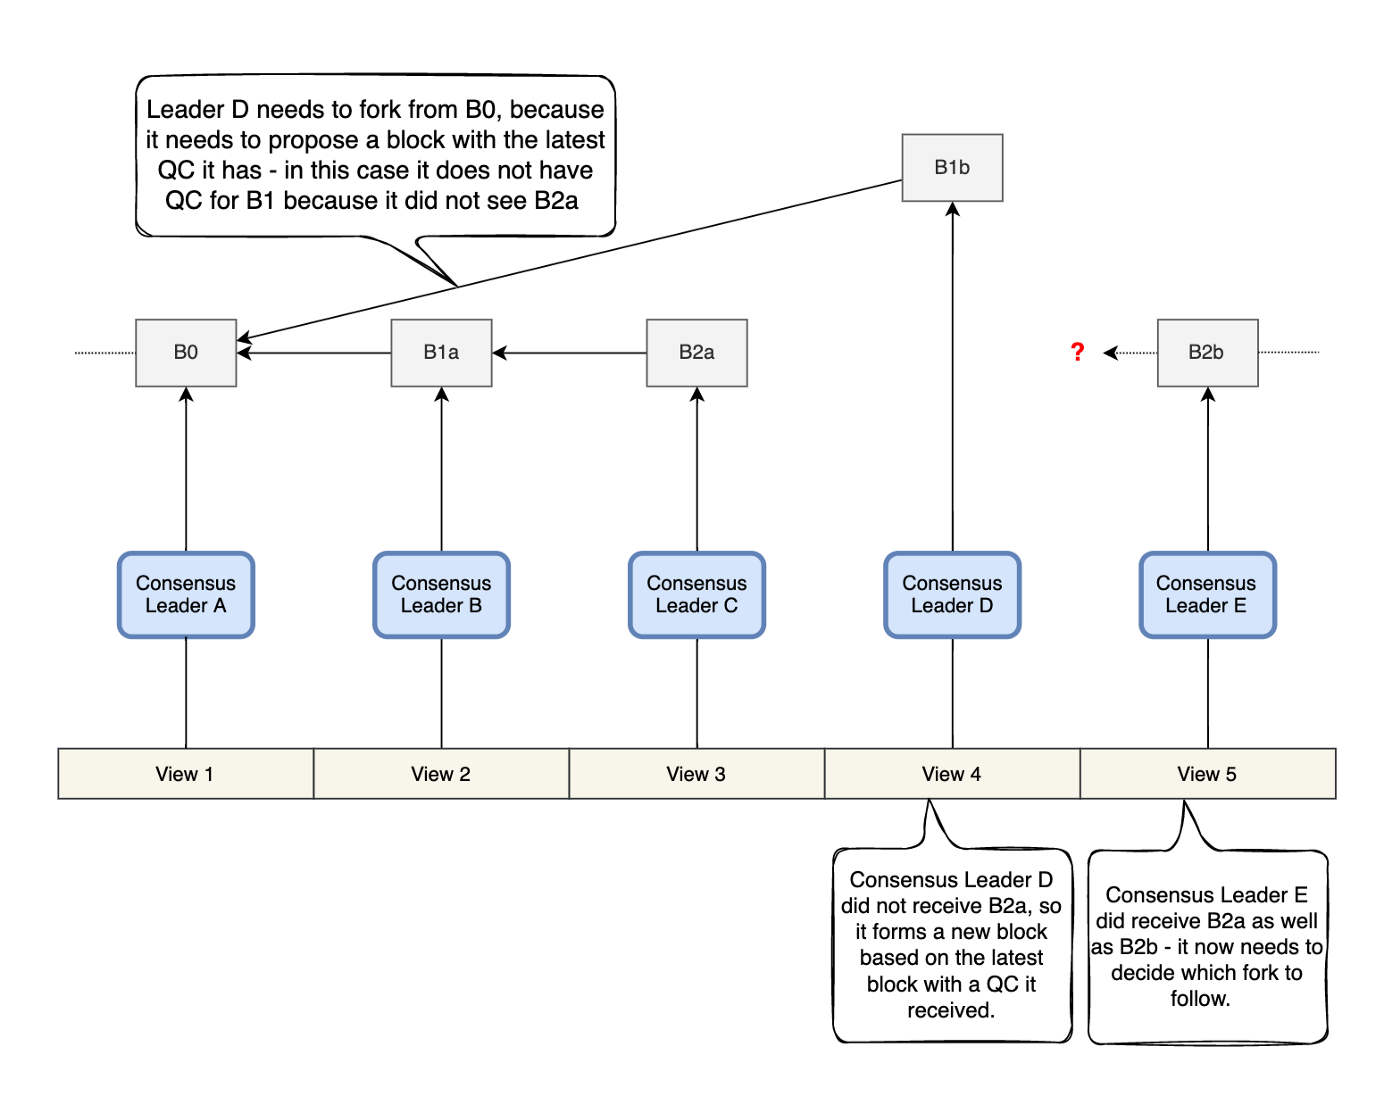 Leader D needs to fork from B0, because
it needs to propose a block with the latest
QC it has - in this case it does not have
QC for B1 because it did not see B2a
B1b
B0
B1a
B2a
?
B2b
Consensus
Leader A
Consensus
Leader B
Consensus
Leader C
Consensus
Leader D
Consensus
Leader E
View 1
View 2
View 3
View 4
View 5
Consensus Leader D
did not receive B2a, so
it forms a new block
based on the latest
block with a QC it
received.
Consensus Leader E
did receive B2a as well
as B2b - it now needs to
decide which fork to
follow.